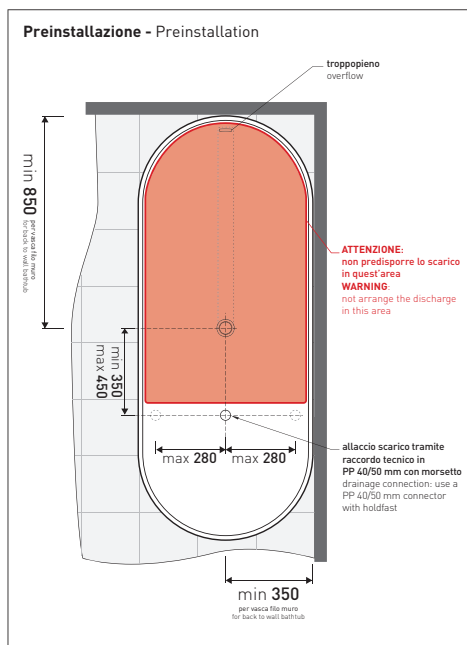 Preinstallazione - Preinstallation
troppopieno
overflow
min 850
per vasca filo muro
for back to wall bathtub
ATTENZIONE:
non predisporre lo scarico
in quest'area
WARNING:
not arrange the discharge
in this area
min 350
max 450
max 280
max 280
allaccio scarico tramite
raccordo tecnico in
PP 40/50 mm con morsetto
drainage connection: use a
PP 40/50 mm connector
with holdfast
min 350
per vasca filo muro
for back to wall bathtub